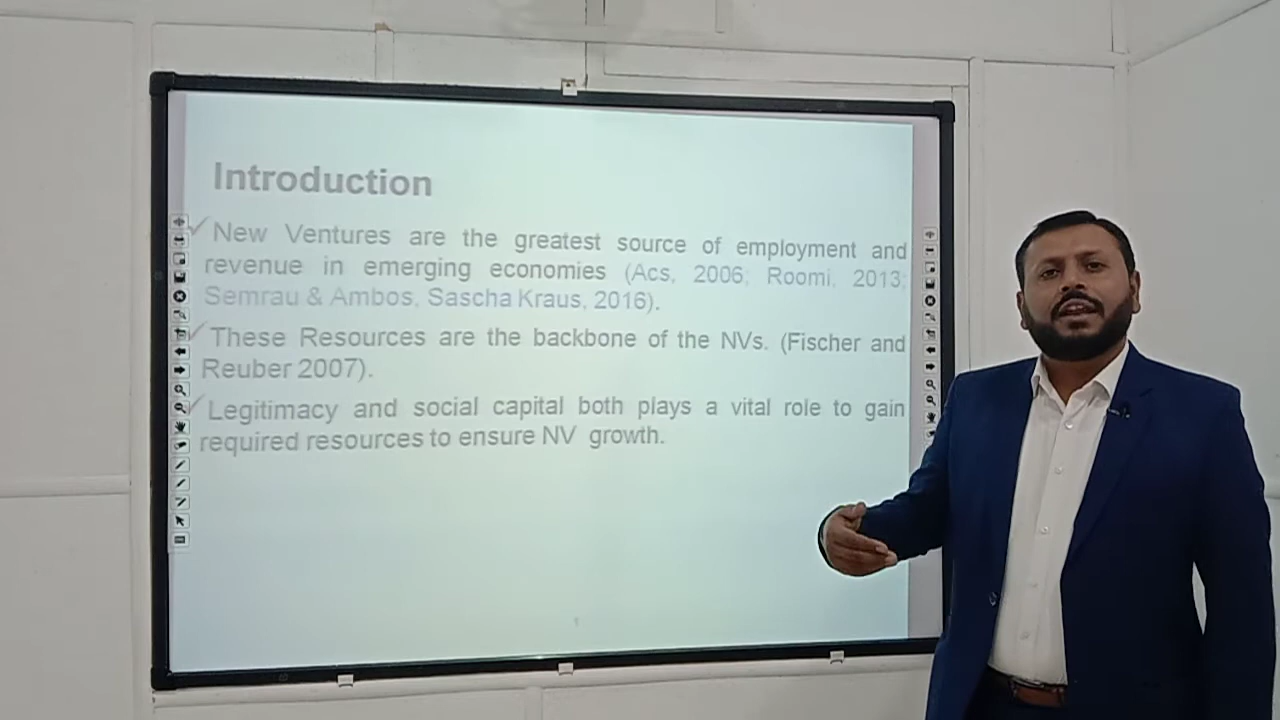 Introduction
✓New Ventures are the greatest source of employment and
revenue in emerging economies (Acs, 2006; Roomi, 2013;
Semrau & Ambos, Sascha Kraus, 2016).
✓These Resources are the backbone of the NVs. (Fischer and
Reuber 2007).
✓Legitimacy and social capital both plays a vital role to gain
required resources to ensure NV growth.